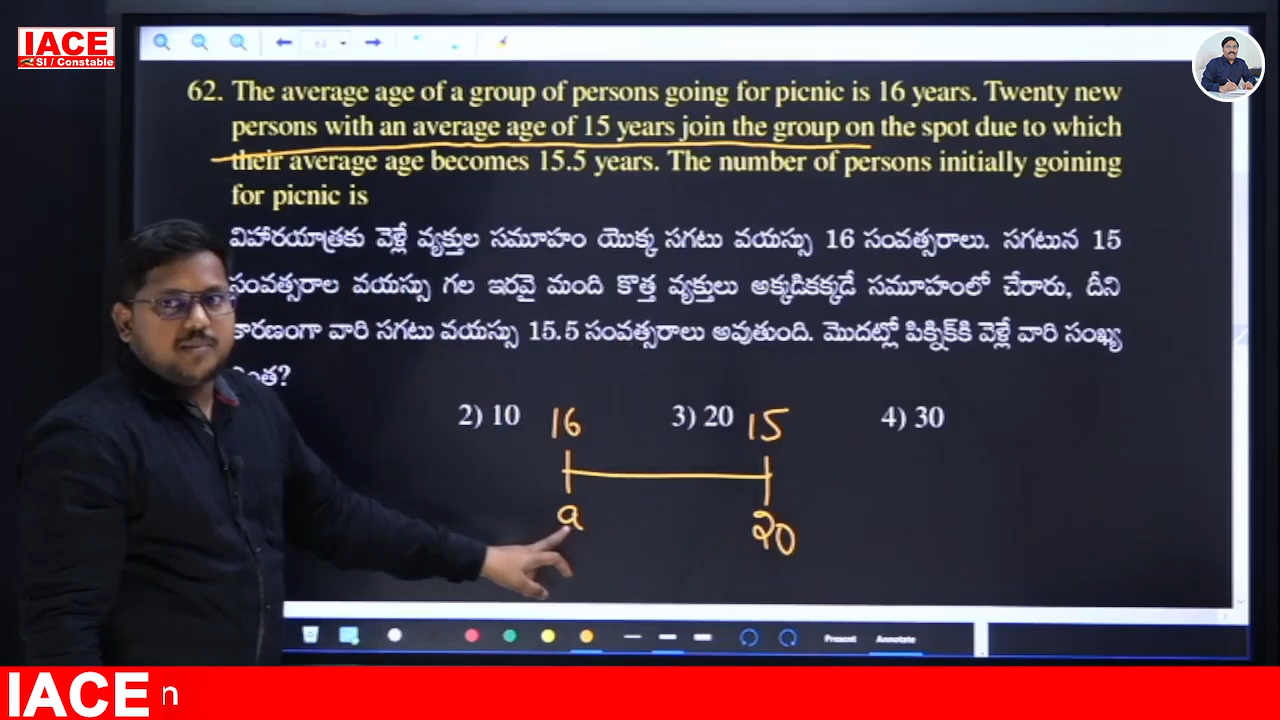 IACE
SI / Constable
62. The average age of a group of persons going for picnic is 16 years. Twenty new
persons with an average age of 15 years join the group on the spot due to which
their average age becomes 15.5 years. The number of persons initially goining
for picnic is
విహారయాత్రకు వెళ్లే వ్యక్తుల సమూహం యొక్క సగటు వయస్సు 16 సంవత్సరాలు. సగటున 15
సంవత్సరాల వయస్సు గల ఇరవై మంది కొత్త వ్యక్తులు అక్కడికక్కడే సమూహంలో చేరారు, దీని
కారణంగా వారి సగటు వయస్సు 15.5 సంవత్సరాలు అవుతుంది. మొదట్లో పిక్నిక్‌కి వెళ్లే వారి సంఖ్య
2) 10 3) 20 4) 30
16 15
a 20
Present Annotate
IACE n